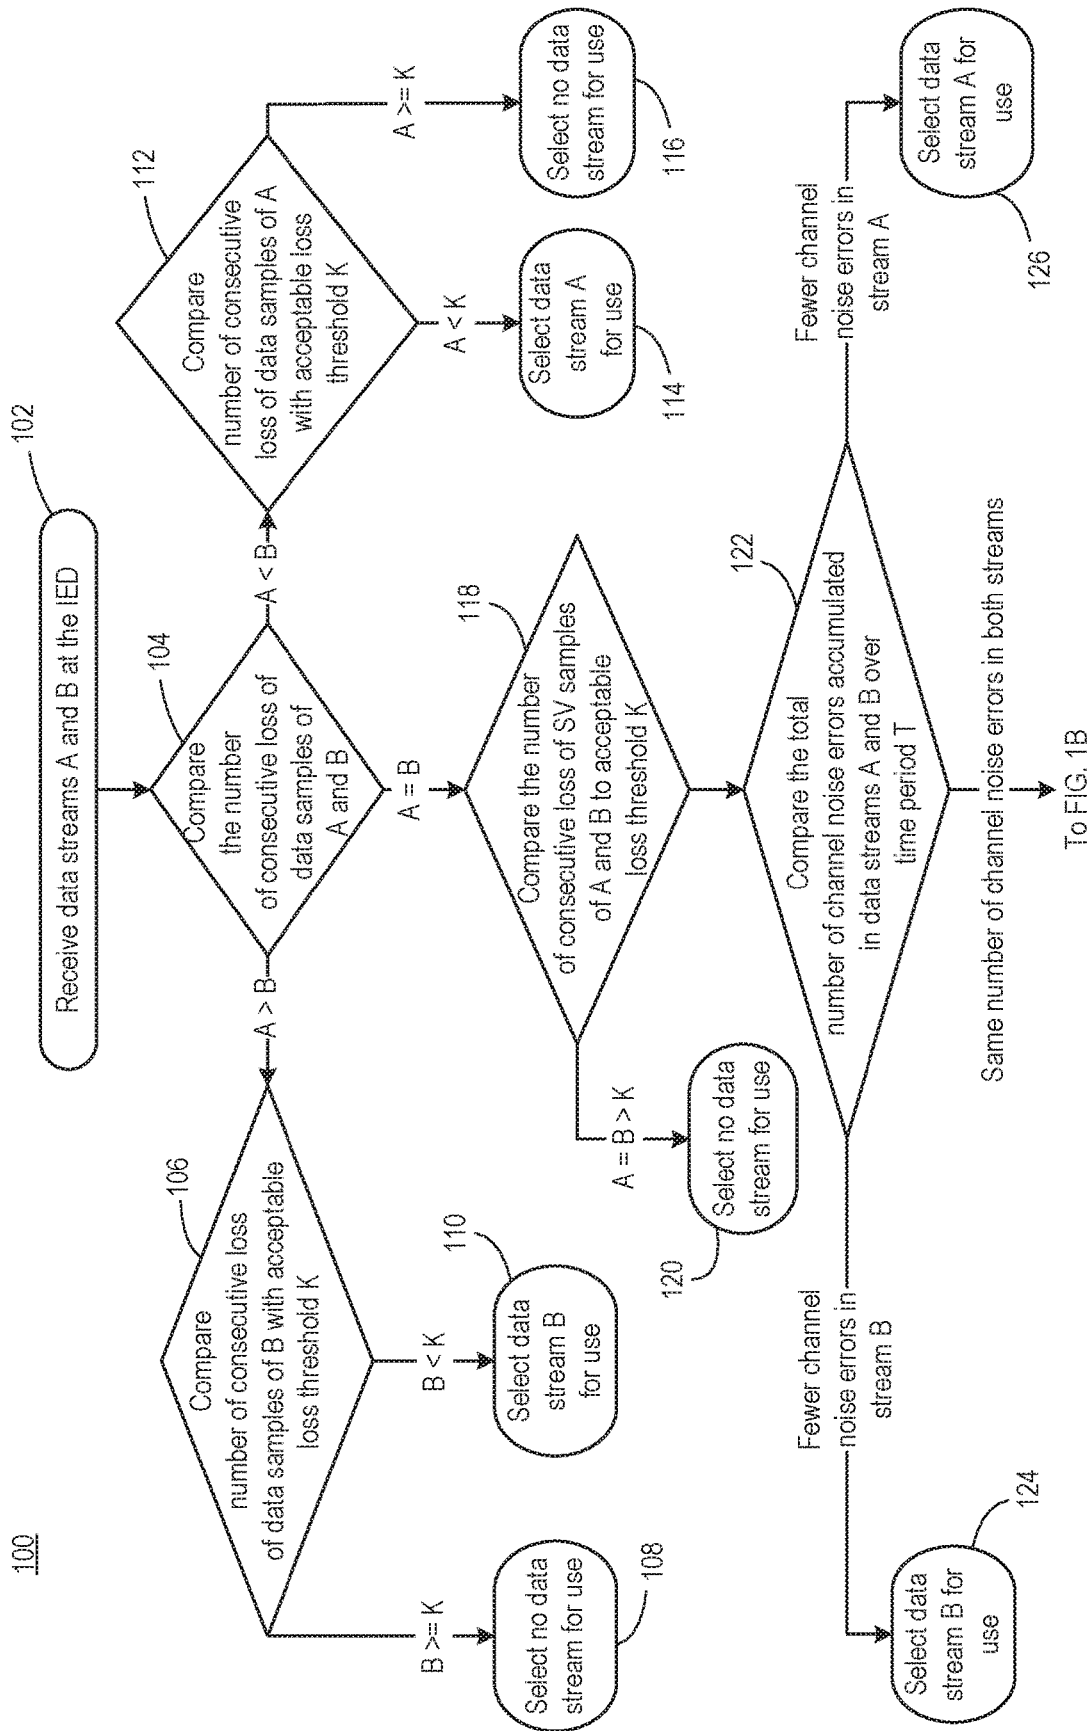 100
Receive data streams A and B at the IED
102
Compare
the number
of consecutive loss of
data samples of
A and B
104
A > B
A < B
A = B
Compare
number of consecutive loss
of data samples of B with acceptable
loss threshold K
106
B >= K
B < K
Select no data
stream for use
108
Select data
stream B
for use
110
Compare
number of consecutive
loss of data samples of A
with acceptable loss
threshold K
112
A < K
A >= K
Select data
stream A
for use
114
Select no data
stream for use
116
Compare the number
of consecutive loss of SV samples
of A and B to acceptable
loss threshold K
118
A = B > K
Select no data
stream for use
120
Compare the total
number of channel noise errors accumulated
in data streams A and B over
time period T
122
Fewer channel
noise errors in
stream B
Fewer channel
noise errors in
stream A
Select data
stream B for
use
124
Select data
stream A for
use
126
Same number of channel noise errors in both streams
To FIG. 1B